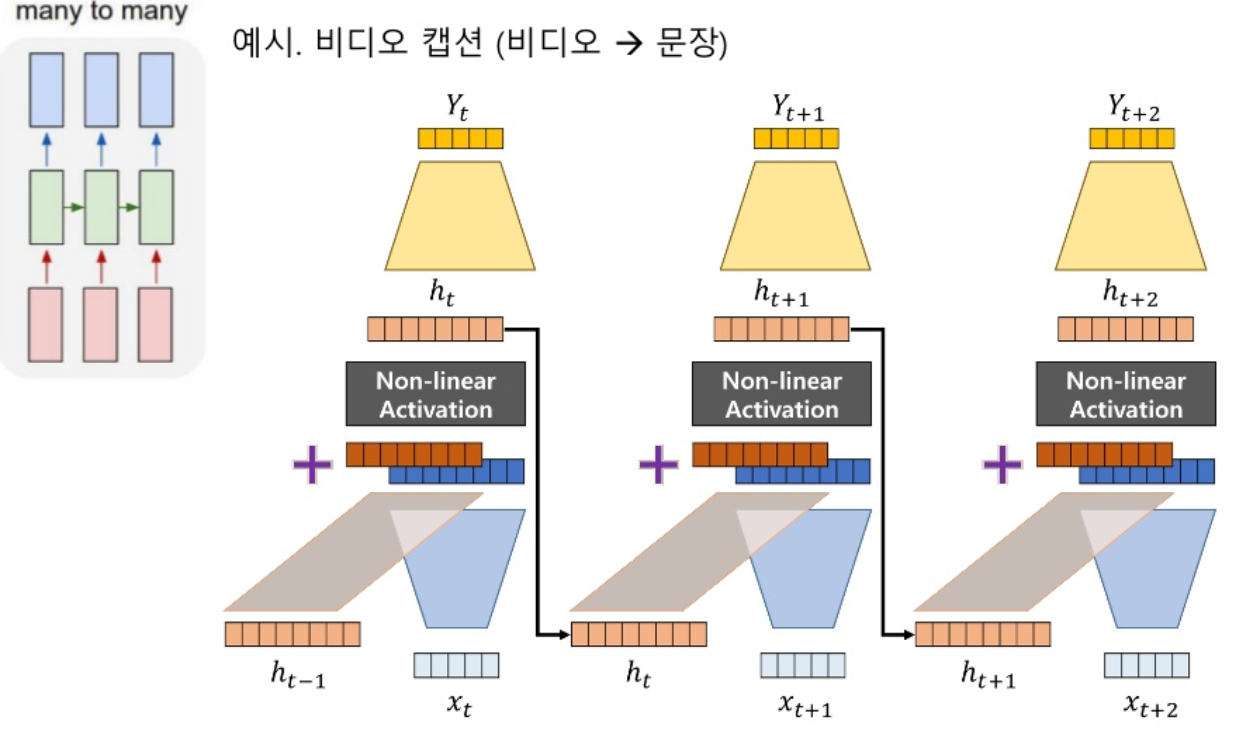 many to many
예시. 비디오 캡션 (비디오 → 문장)
Y_t
Y_{t+1}
Y_{t+2}
h_t
h_{t+1}
h_{t+2}
Non-linear
Activation
Non-linear
Activation
Non-linear
Activation
+
+
+
h_{t−1}
x_t
h_t
x_{t+1}
h_{t+1}
x_{t+2}